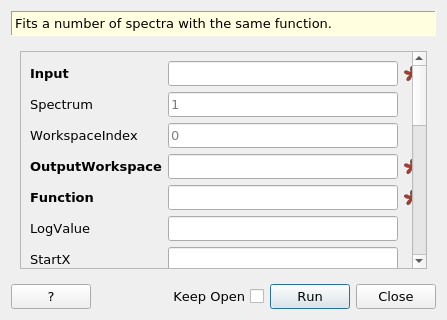 Fits a number of spectra with the same function.
Input
Spectrum 1
WorkspaceIndex 0
OutputWorkspace
Function
LogValue
StartX
? Keep Open Run Close